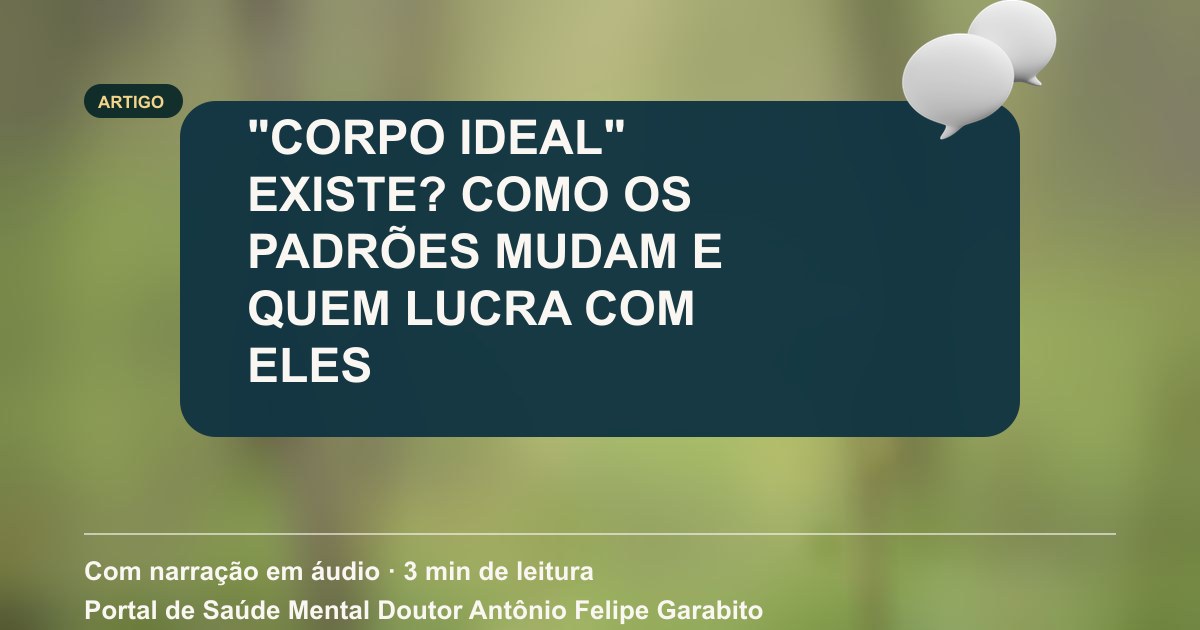 ARTIGO
"CORPO IDEAL"
EXISTE? COMO OS
PADRÕES MUDAM E
QUEM LUCRA COM
ELES
Com narração em áudio · 3 min de leitura
Portal de Saúde Mental Doutor Antônio Felipe Garabito